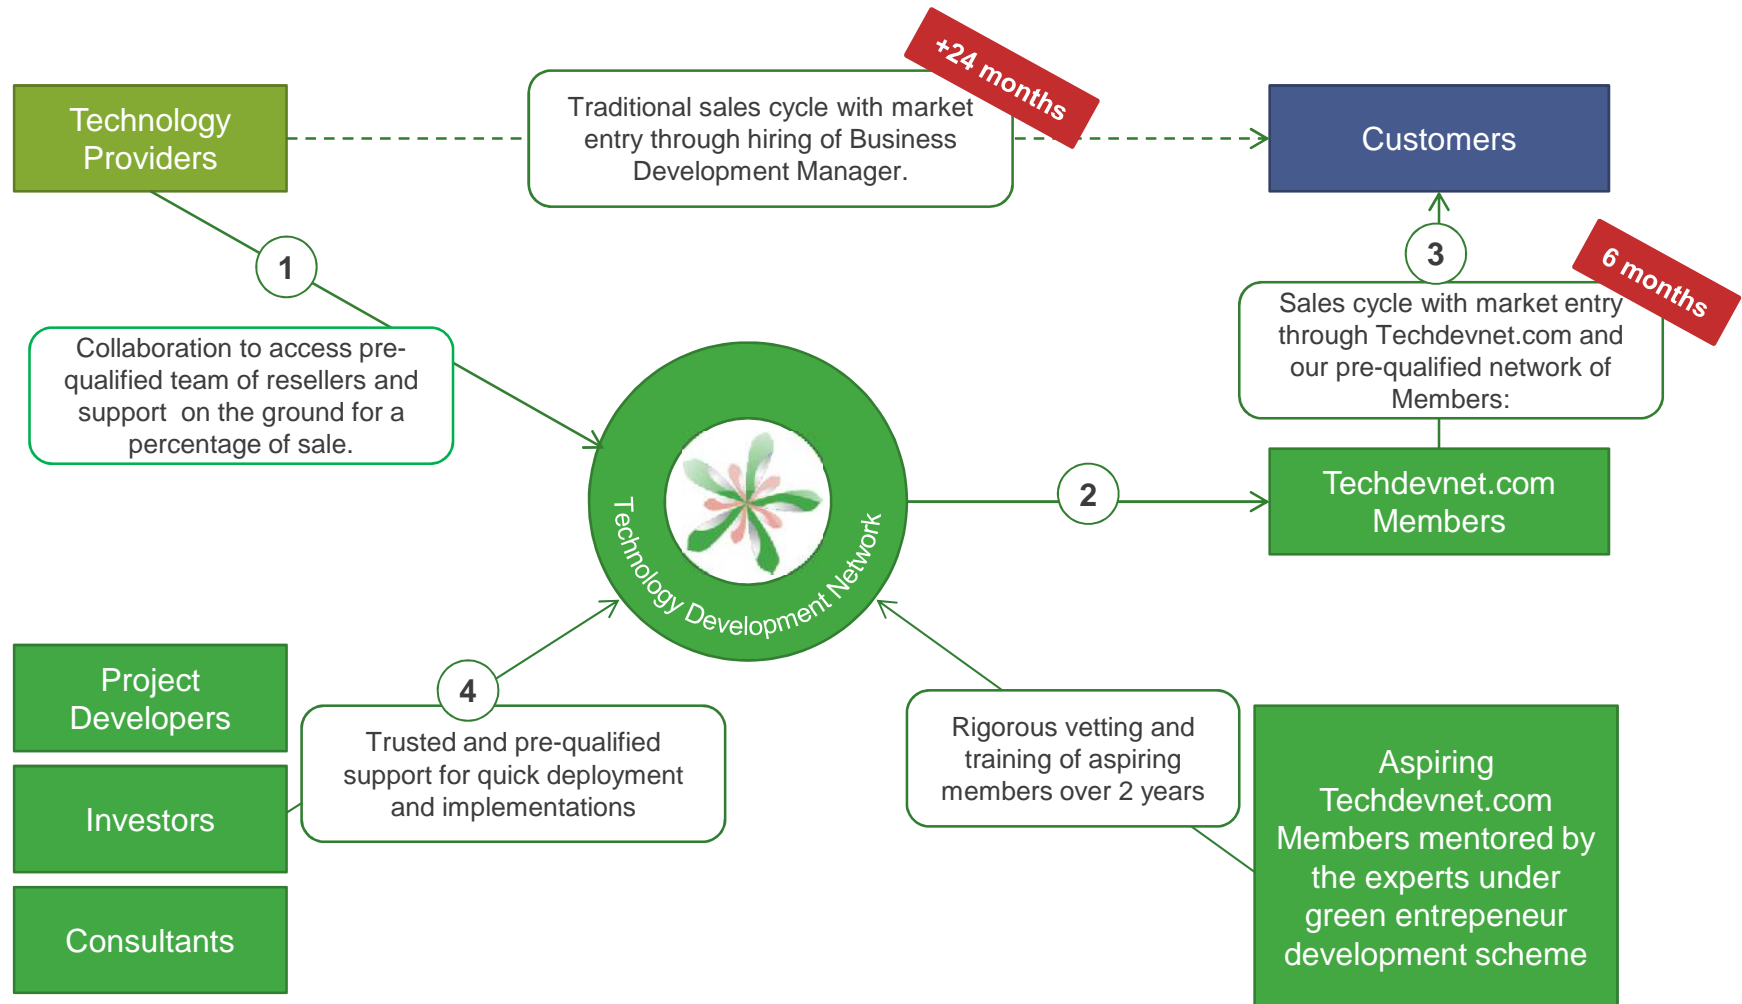 +24 months
Technology
Providers
Traditional sales cycle with market
entry through hiring of Business
Development Manager.
Customers
1
3
6 months
Collaboration to access pre-
qualified team of resellers and
support on the ground for a
percentage of sale.
Sales cycle with market entry
through Techdevnet.com and
our pre-qualified network of
Members:
Technology Development Network
2
Techdevnet.com
Members
Project
Developers
Investors
Consultants
4
Trusted and pre-qualified
support for quick deployment
and implementations
Rigorous vetting and
training of aspiring
members over 2 years
Aspiring
Techdevnet.com
Members mentored by
the experts under
green entrepeneur
development scheme